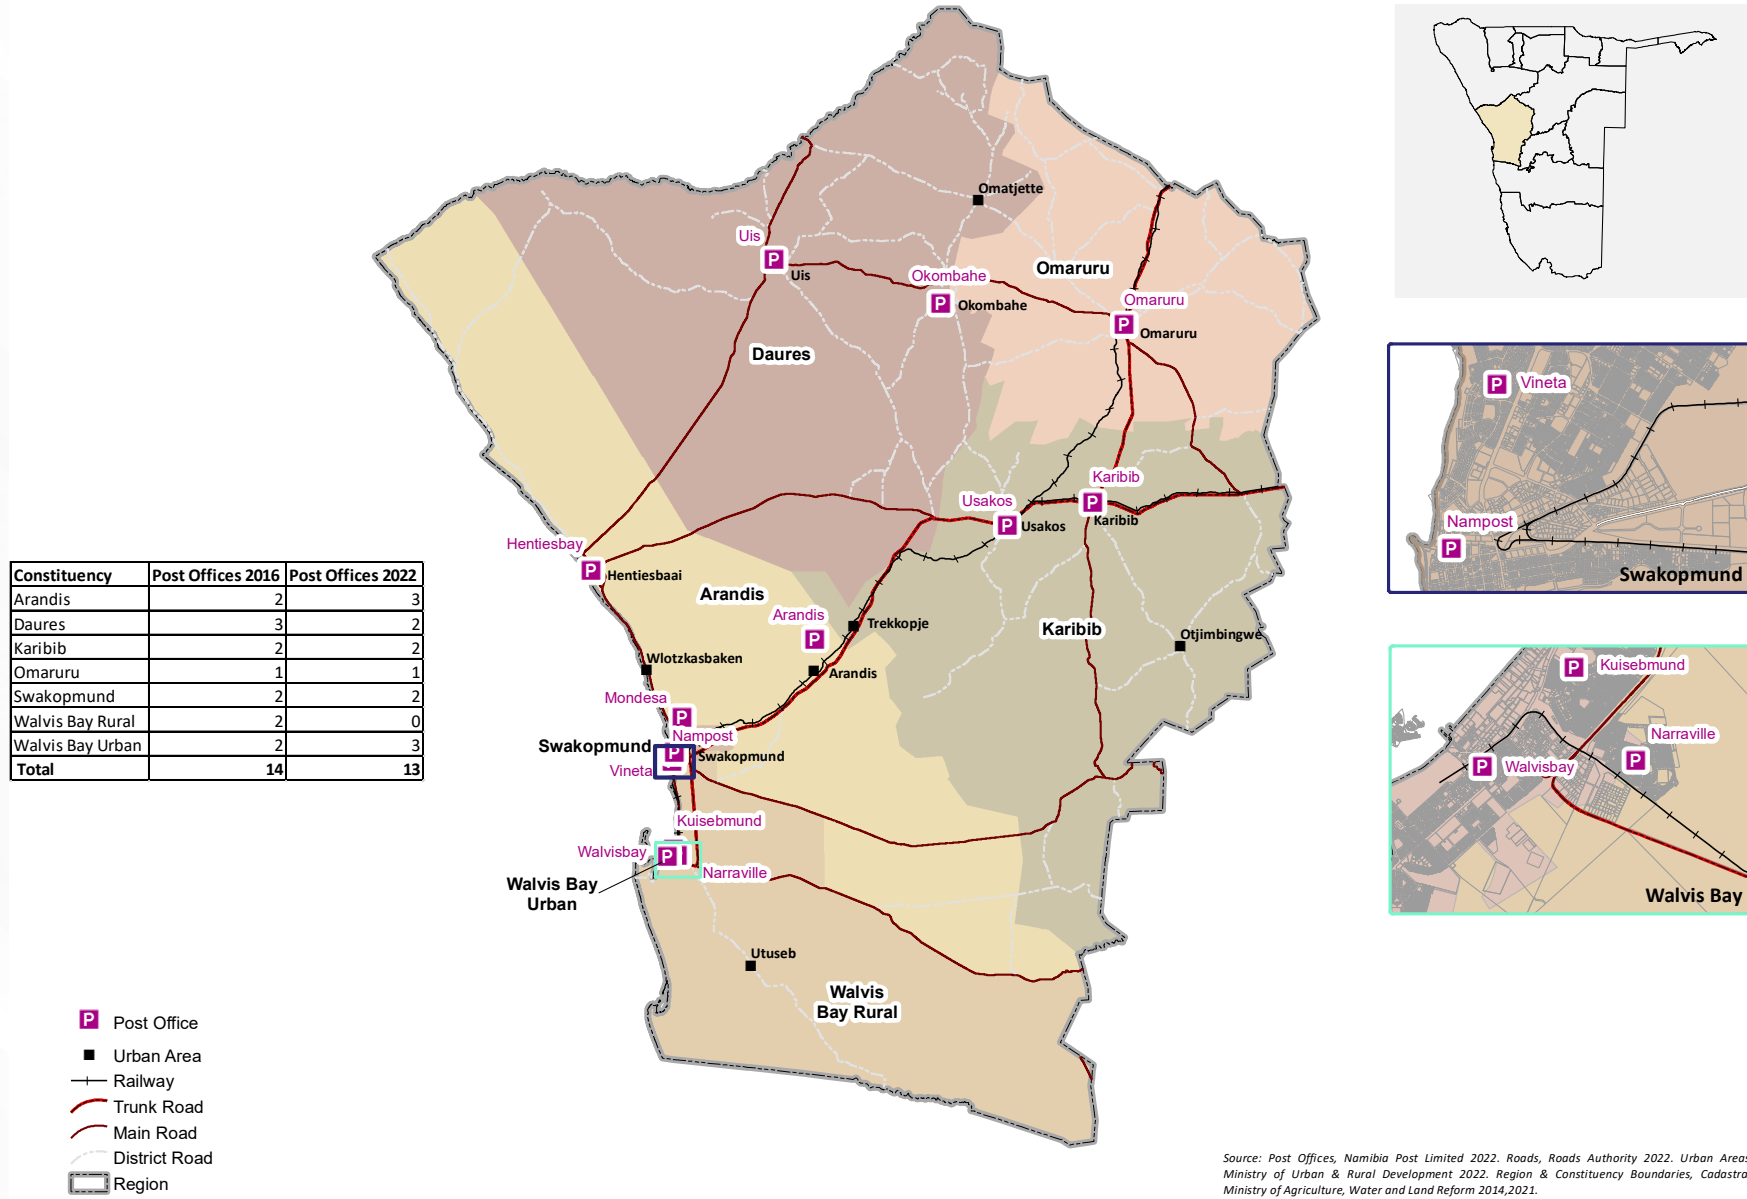 Omatjette
Uis
Uis
Okombahe
Okombahe
Omaruru
Omaruru
Omaruru
Daures
Karibib
Karibib
Usakos
Usakos
Hentiesbay
Hentiesbaai
Arandis
Arandis
Trekkopje
Arandis
Karibib
Otjimbingwe
Wlotzkasbaken
Mondesa
Nampost
Swakopmund
Swakopmund
Vineta
Kuisebmund
Walvisbay
Narraville
Walvis Bay
Urban
Utuseb
Walvis
Bay Rural
Constituency Post Offices 2016 Post Offices 2022
Arandis 2 3
Daures 3 2
Karibib 2 2
Omaruru 1 1
Swakopmund 2 2
Walvis Bay Rural 2 0
Walvis Bay Urban 2 3
Total 14 13
P Post Office
Urban Area
Railway
Trunk Road
Main Road
District Road
Region
Vineta
Nampost
Swakopmund
Kuisebmund
Narraville
Walvisbay
Walvis Bay
Source: Post Offices, Namibia Post Limited 2022. Roads, Roads Authority 2022. Urban Areas
Ministry of Urban & Rural Development 2022. Region & Constituency Boundaries, Cadastra
Ministry of Agriculture, Water and Land Reform 2014,2021.